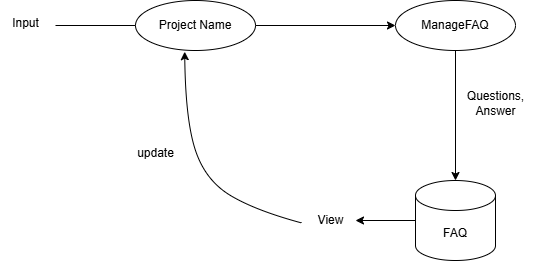 Input
Project Name
ManageFAQ
Questions,
Answer
update
View
FAQ